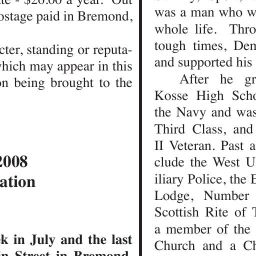 $20.00 a year. Out
ostage paid in Bremond,
cter, standing or reputa-
which may appear in this
on being brought to the
2008
ation
k in July and the last
Street in Bremond.
was a man who w
whole life. Thro
tough times, Den
and supported his
After he gr
Kosse High Scho
the Navy and was
Third Class, and
II Veteran. Past a
clude the West U
iliary Police, the E
Lodge, Number
Scottish Rite of T
a member of the
Church and a Ch